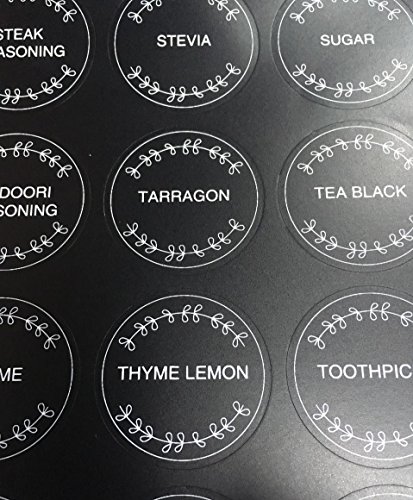 STEAK
ASONING
STEVIA
SUGAR
DOORI
SONING
TARRAGON
TEA BLACK
ME
THYME LEMON
TOOTHPIC